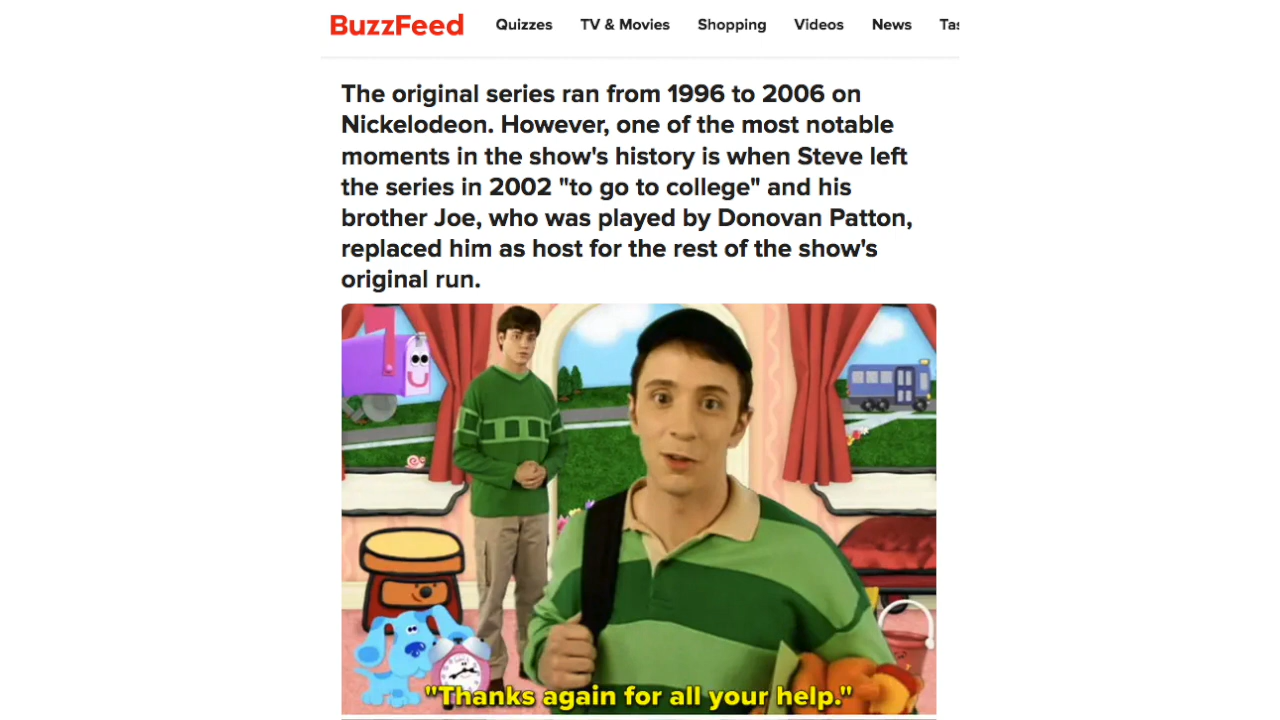 BuzzFeed Quizzes TV & Movies Shopping Videos News Tas
The original series ran from 1996 to 2006 on
Nickelodeon. However, one of the most notable
moments in the show's history is when Steve left
the series in 2002 "to go to college" and his
brother Joe, who was played by Donovan Patton,
replaced him as host for the rest of the show's
original run.
"Thanks again for all your help."